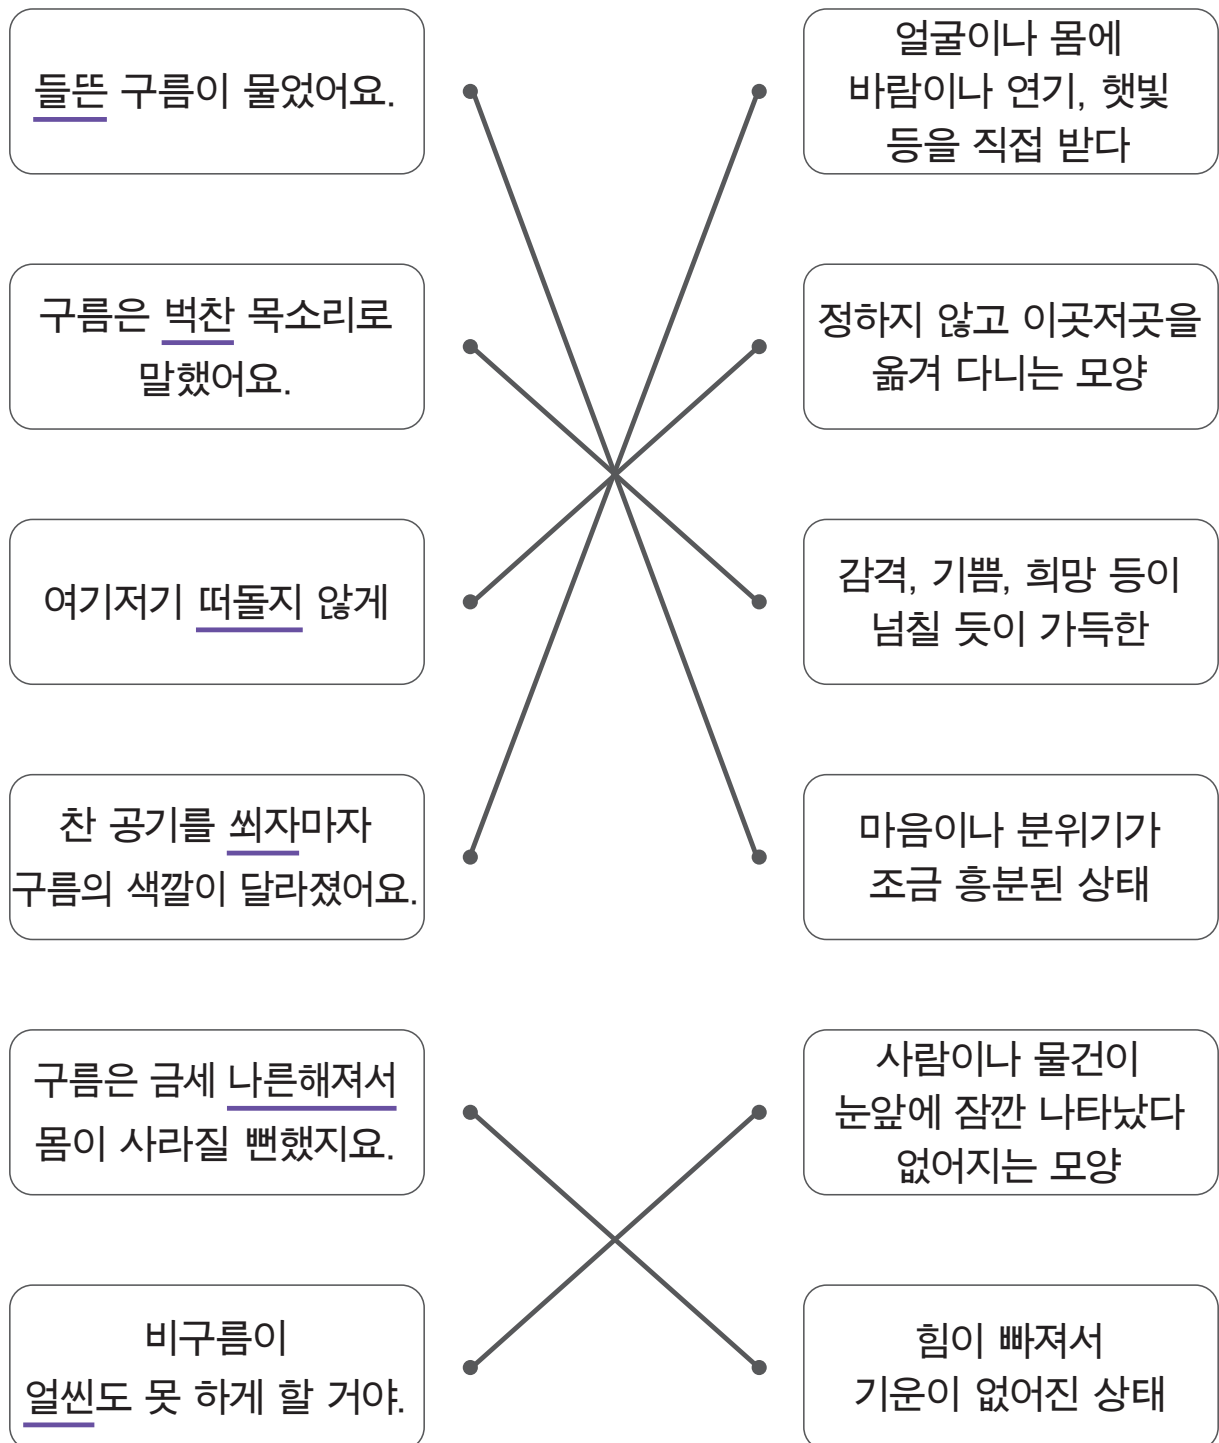 들뜬 구름이 물었어요.
얼굴이나 몸에
바람이나 연기, 햇빛
등을 직접 받다
구름은 벅찬 목소리로
말했어요.
정하지 않고 이곳저곳을
옮겨 다니는 모양
여기저기 떠돌지 않게
감격, 기쁨, 희망 등이
넘칠 듯이 가득한
찬 공기를 쐬자마자
구름의 색깔이 달라졌어요.
마음이나 분위기가
조금 흥분된 상태
구름은 금세 나른해져서
몸이 사라질 뻔했지요.
사람이나 물건이
눈앞에 잠깐 나타났다
없어지는 모양
비구름이
얼씬도 못 하게 할 거야.
힘이 빠져서
기운이 없어진 상태